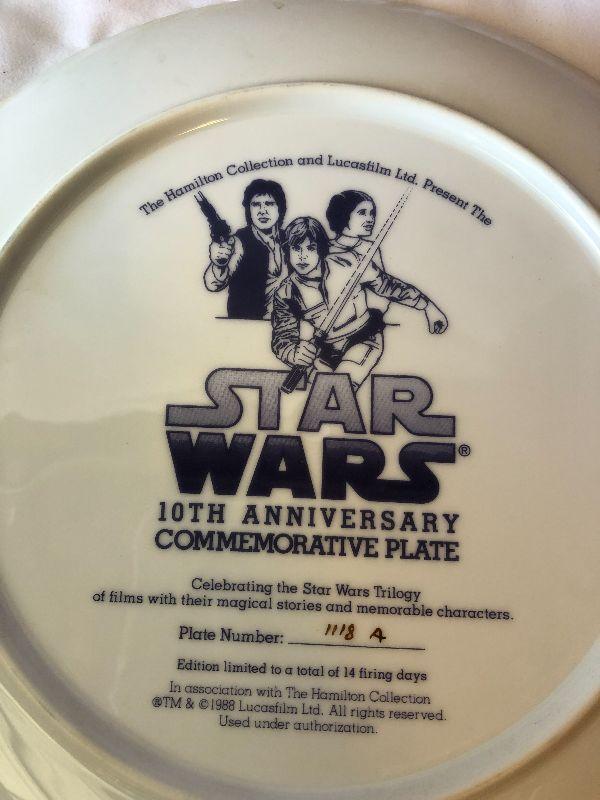 The Hamilton Collection and Lucasfilm Ltd. Present The
STAR
WARS®
10TH ANNIVERSARY
COMMEMORATIVE PLATE
Celebrating the Star Wars Trilogy
of films with their magical stories and memorable characters.
Plate Number: 1118 A
Edition limited to a total of 14 firing days
In association with The Hamilton Collection
®TM & ©1988 Lucasfilm Ltd. All rights reserved.
Used under authorization.